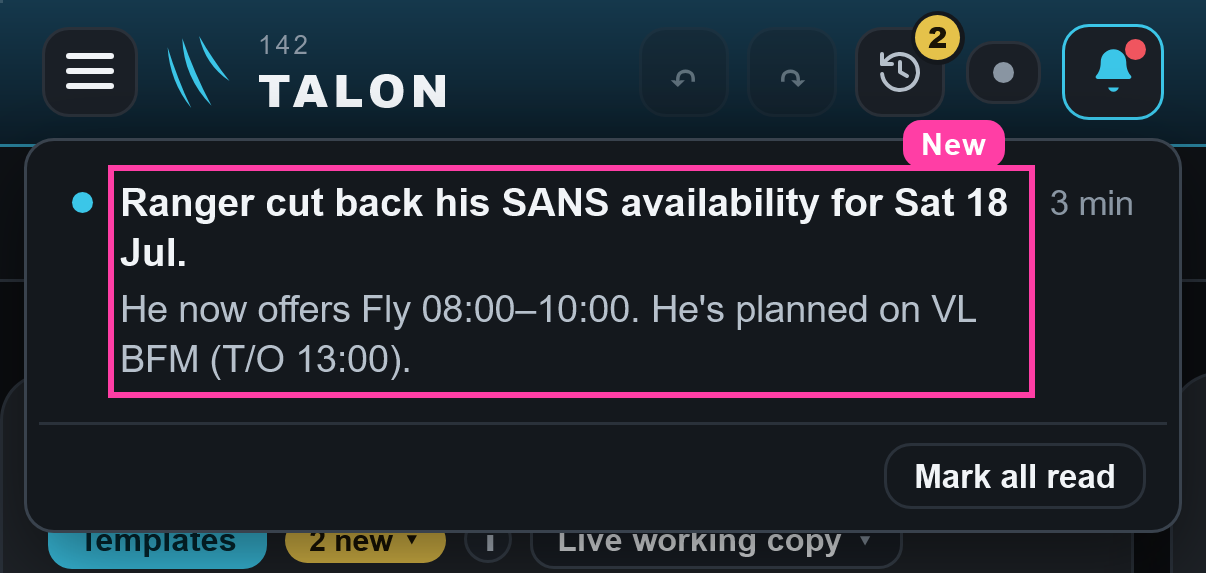 142
TALON
2
New
Ranger cut back his SANS availability for Sat 18
Jul.
3 min
He now offers Fly 08:00–10:00. He's planned on VL
BFM (T/O 13:00).
Mark all read
Templates
2 new ▾
Live working copy ▾